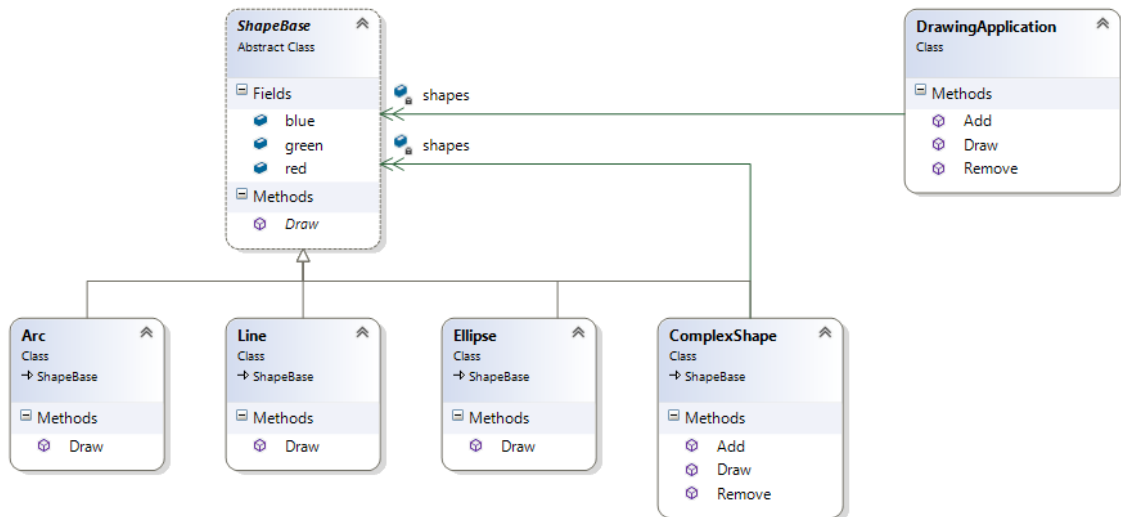 ShapeBase
Abstract Class
Fields
blue
green
red
Methods
Draw
shapes
shapes
DrawingApplication
Class
Methods
Add
Draw
Remove
Arc
Class
ShapeBase
Methods
Draw
Line
Class
ShapeBase
Methods
Draw
Ellipse
Class
ShapeBase
Methods
Draw
ComplexShape
Class
ShapeBase
Methods
Add
Draw
Remove